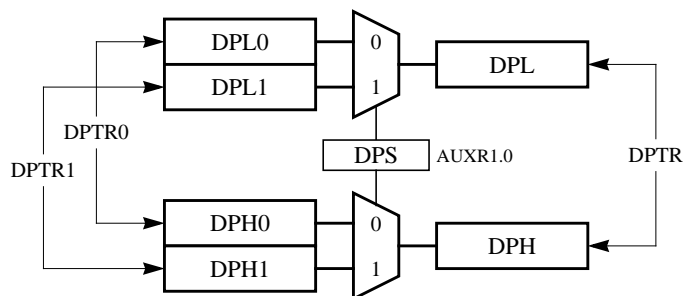 DPL0 0 DPL
DPL1 1
DPTR0
DPS AUXR1.0 DPTR
DPTR1
DPH0 0 DPH
DPH1 1